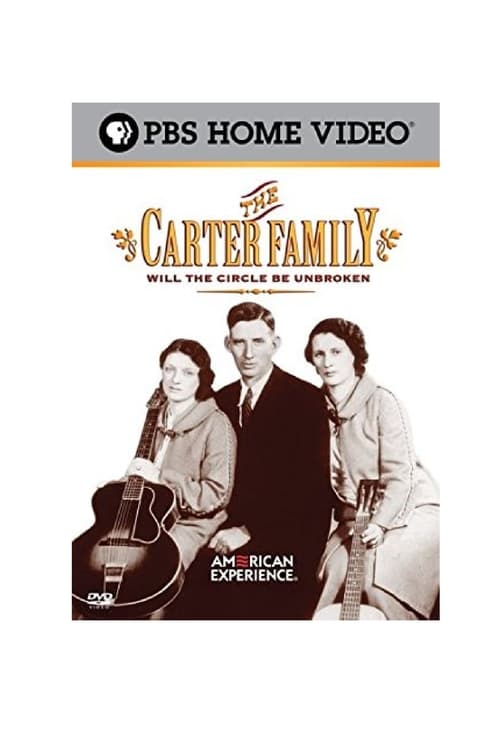 PBS HOME VIDEO®
THE
CARTER FAMILY
WILL THE CIRCLE BE UNBROKEN
AMERICAN
EXPERIENCE®
DVD
VIDEO